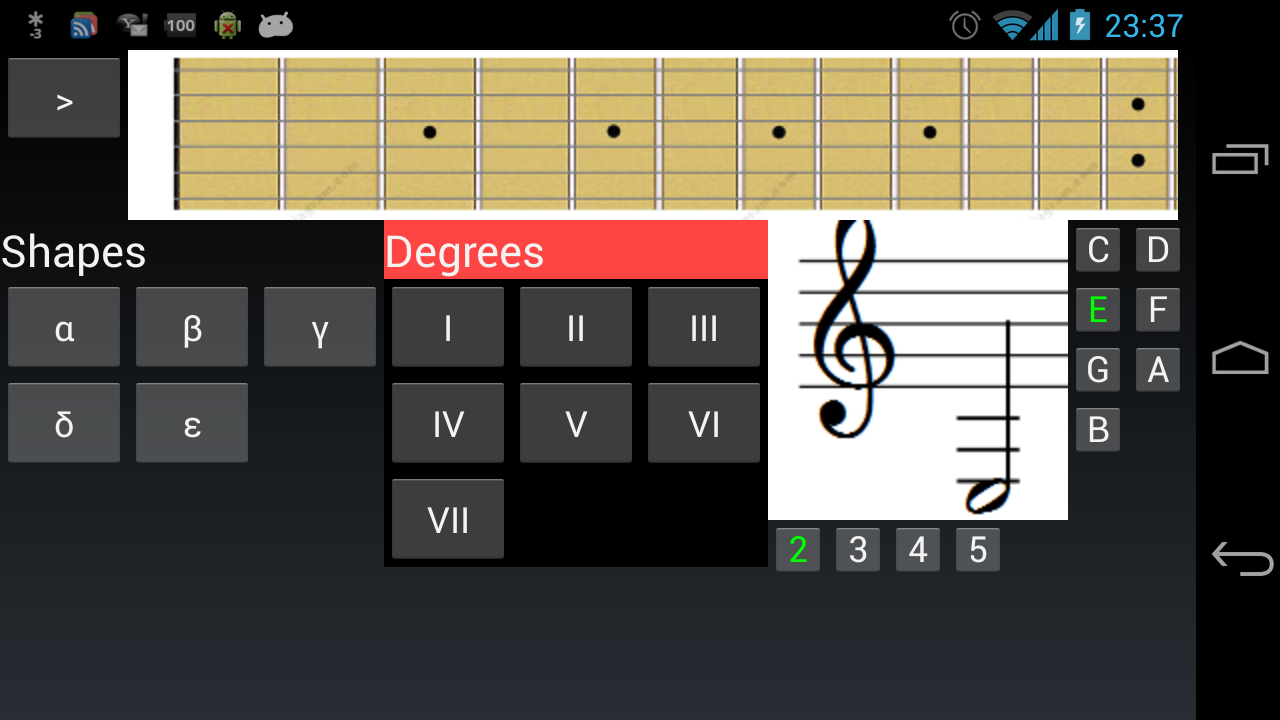 -3 100 23:37
>
Shapes Degrees
C D
α β γ I II III
E F
G A
δ ε IV V VI
B
VII
2 3 4 5